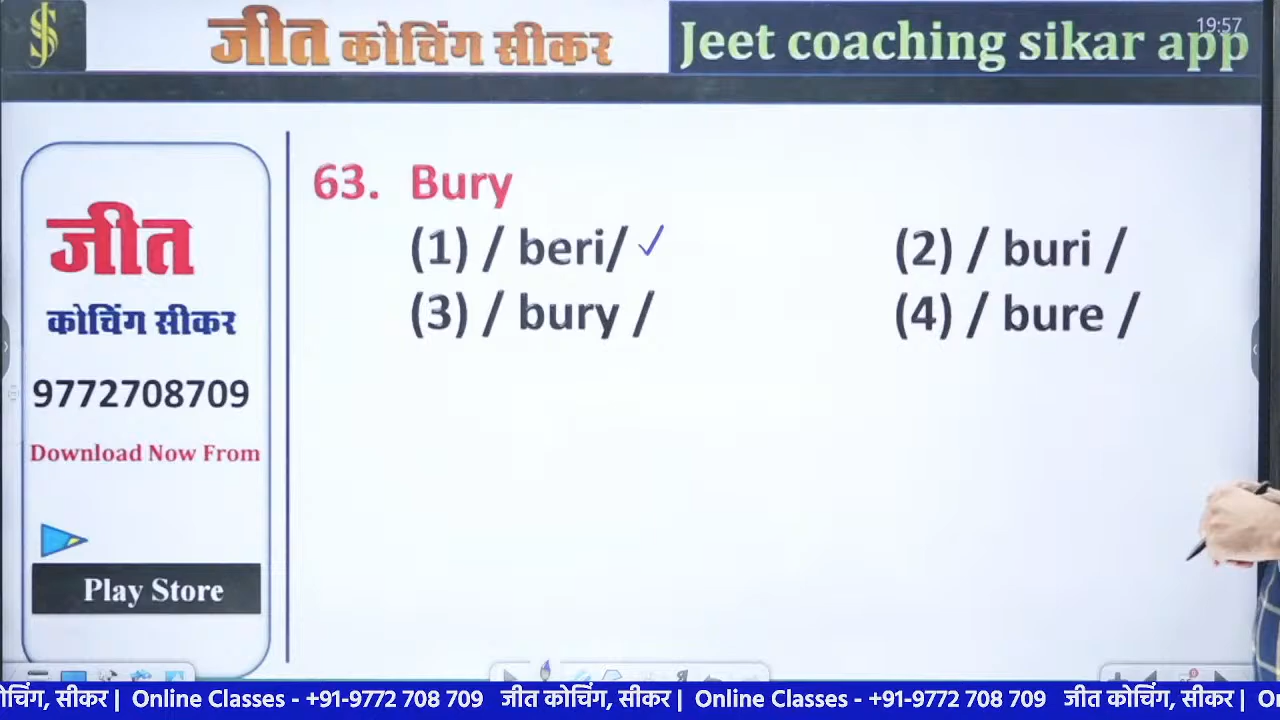 जीत कोचिंग सीकर
Jeet coaching sikar app
19:57
63. Bury
(1) / beri/ ✓ (2) / buri /
(3) / bury / (4) / bure /
जीत
कोचिंग सीकर
9772708709
Download Now From
Play Store
कोचिंग, सीकर | Online Classes - +91-9772 708 709 जीत कोचिंग, सीकर | Online Classes - +91-9772 708 709 जीत कोचिंग, सीकर |